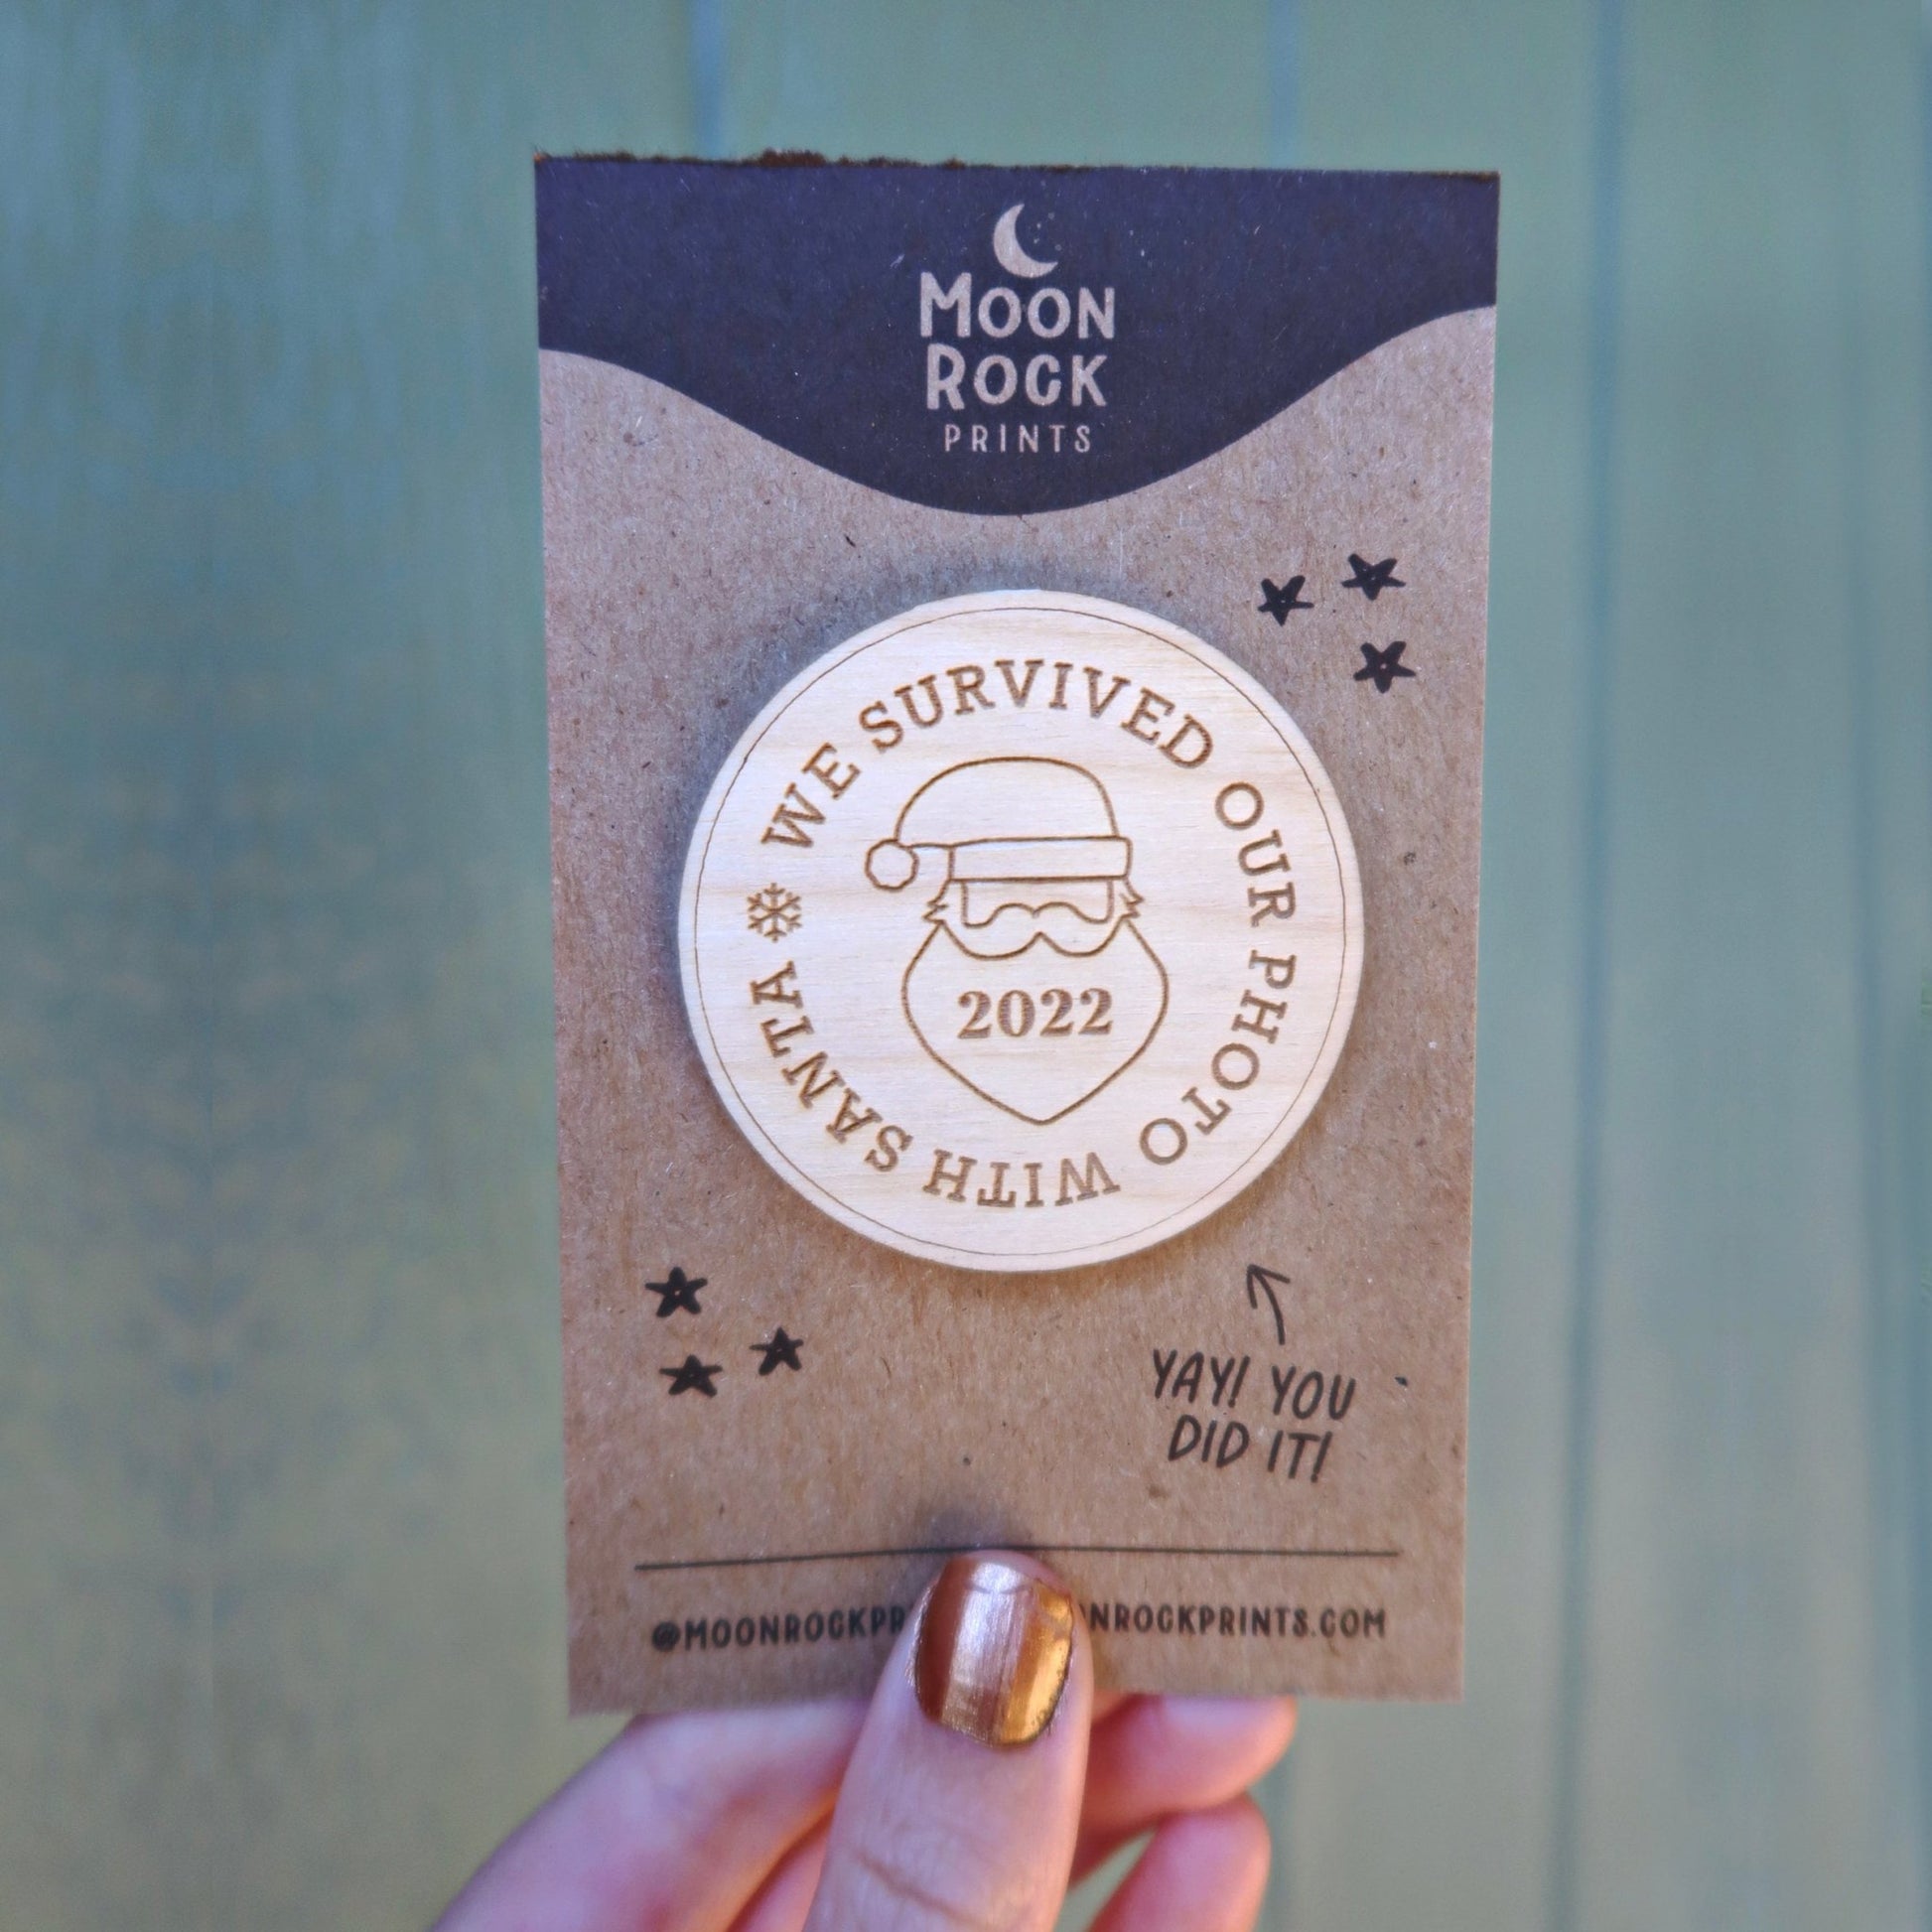 MOON
ROCK
PRINTS
WE SURVIVED OUR PHOTO WITH SANTA
2022
YAY! YOU
DID IT!